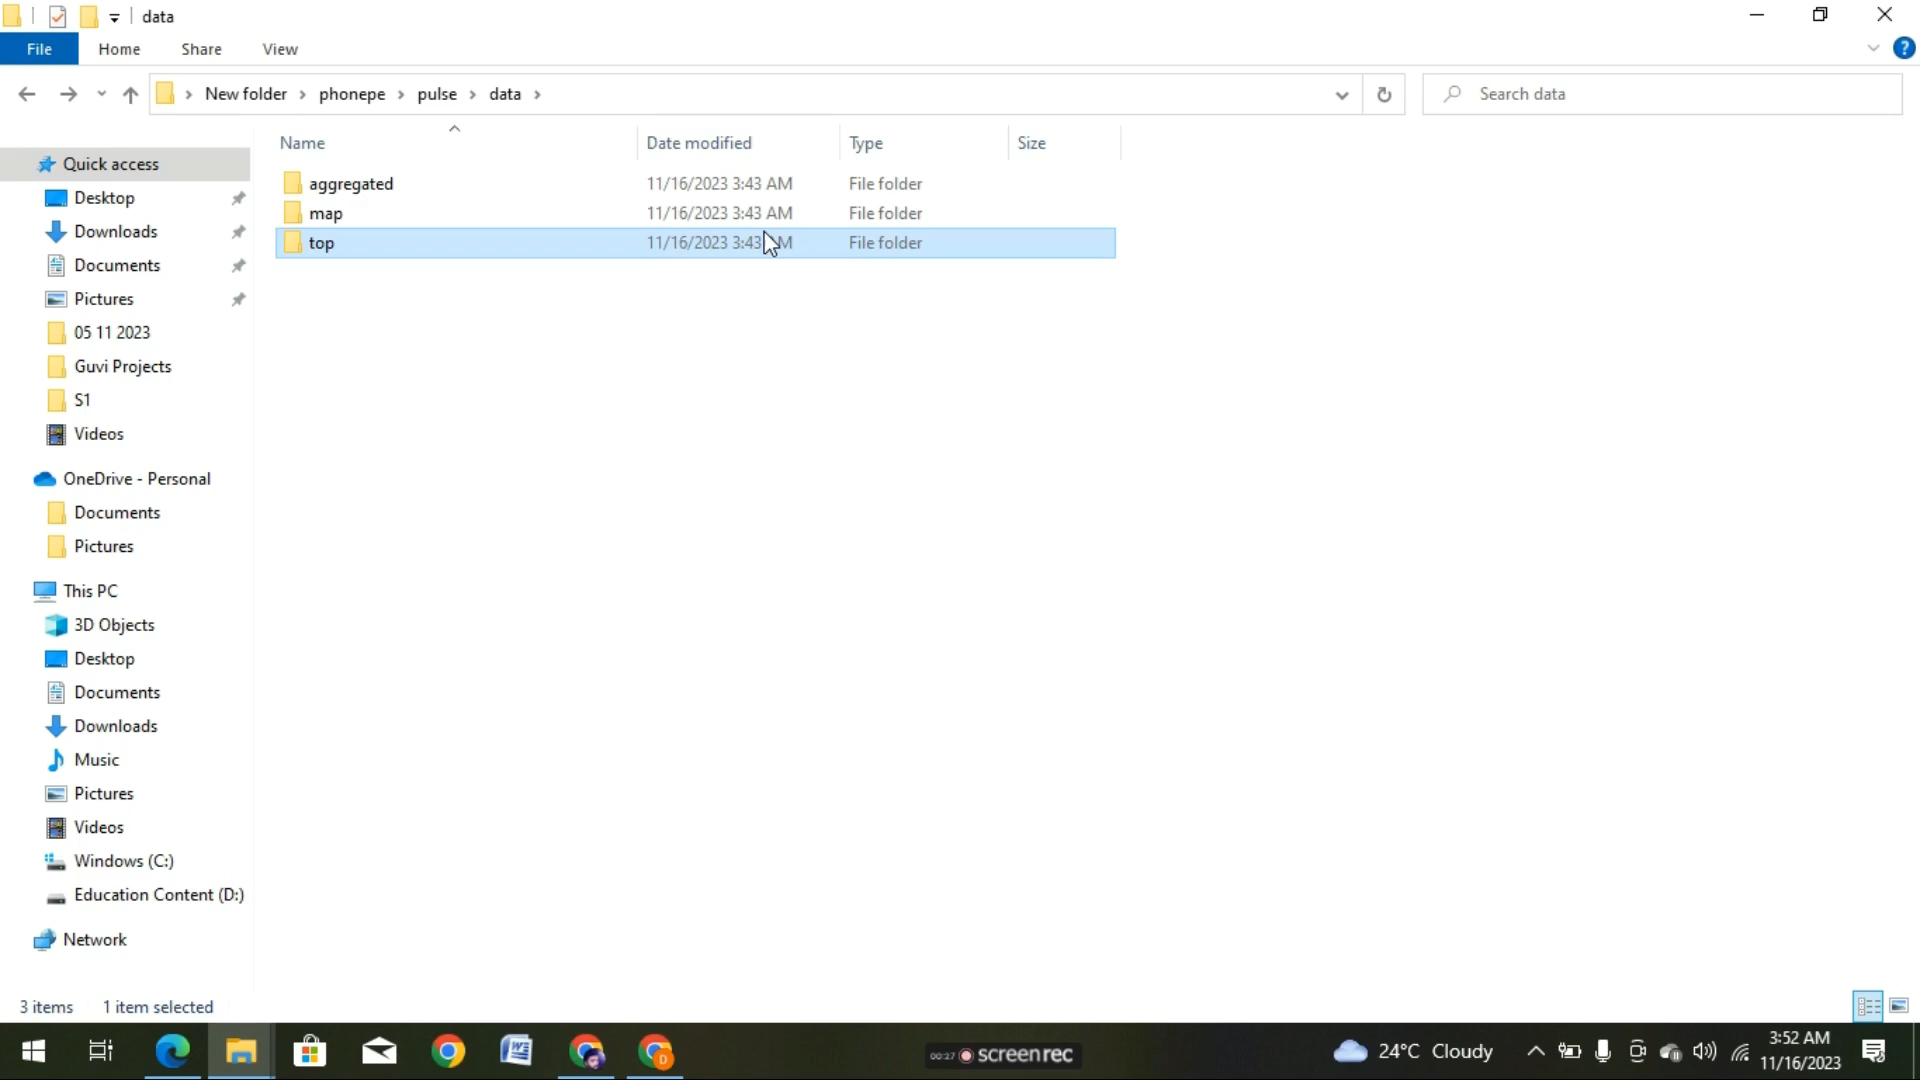 data
File Home Share View
New folder phonepe pulse data
Search data
Name Date modified Type Size
Quick access
Desktop
Downloads
Documents
Pictures
05 11 2023
Guvi Projects
S1
Videos
OneDrive - Personal
Documents
Pictures
This PC
3D Objects
Desktop
Documents
Downloads
Music
Pictures
Videos
Windows (C:)
Education Content (D:)
Network
aggregated 11/16/2023 3:43 AM File folder
map 11/16/2023 3:43 AM File folder
top 11/16/2023 3:43 M File folder
3 items 1 item selected
00:27 screenrec
24°C Cloudy
3:52 AM
11/16/2023